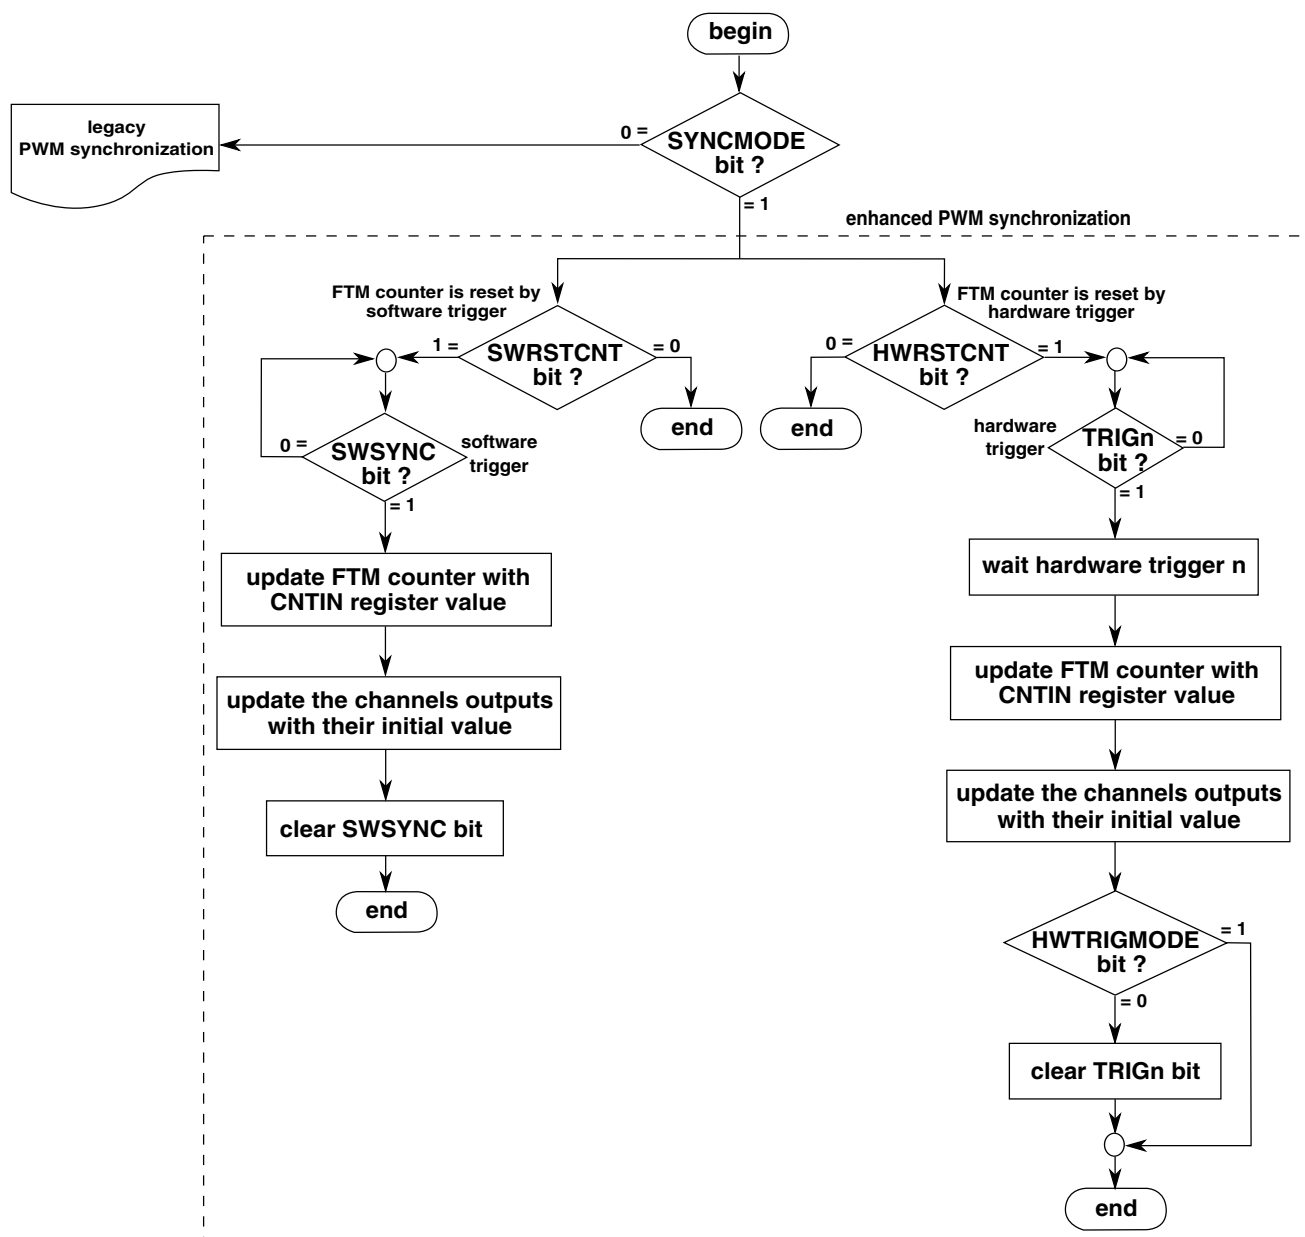 begin
legacy
PWM synchronization
0 =
SYNCMODE
bit ?
= 1
enhanced PWM synchronization
FTM counter is reset by
software trigger
FTM counter is reset by
hardware trigger
1 =
SWRSTCNT
bit ?
= 0
0 =
HWRSTCNT
bit ?
= 1
end
end
0 =
SWSYNC
bit ?
software
trigger
= 1
hardware
trigger
TRIGn
bit ?
= 0
= 1
update FTM counter with
CNTIN register value
wait hardware trigger n
update the channels outputs
with their initial value
update FTM counter with
CNTIN register value
clear SWSYNC bit
update the channels outputs
with their initial value
end
HWTRIGMODE
bit ?
= 1
= 0
clear TRIGn bit
end